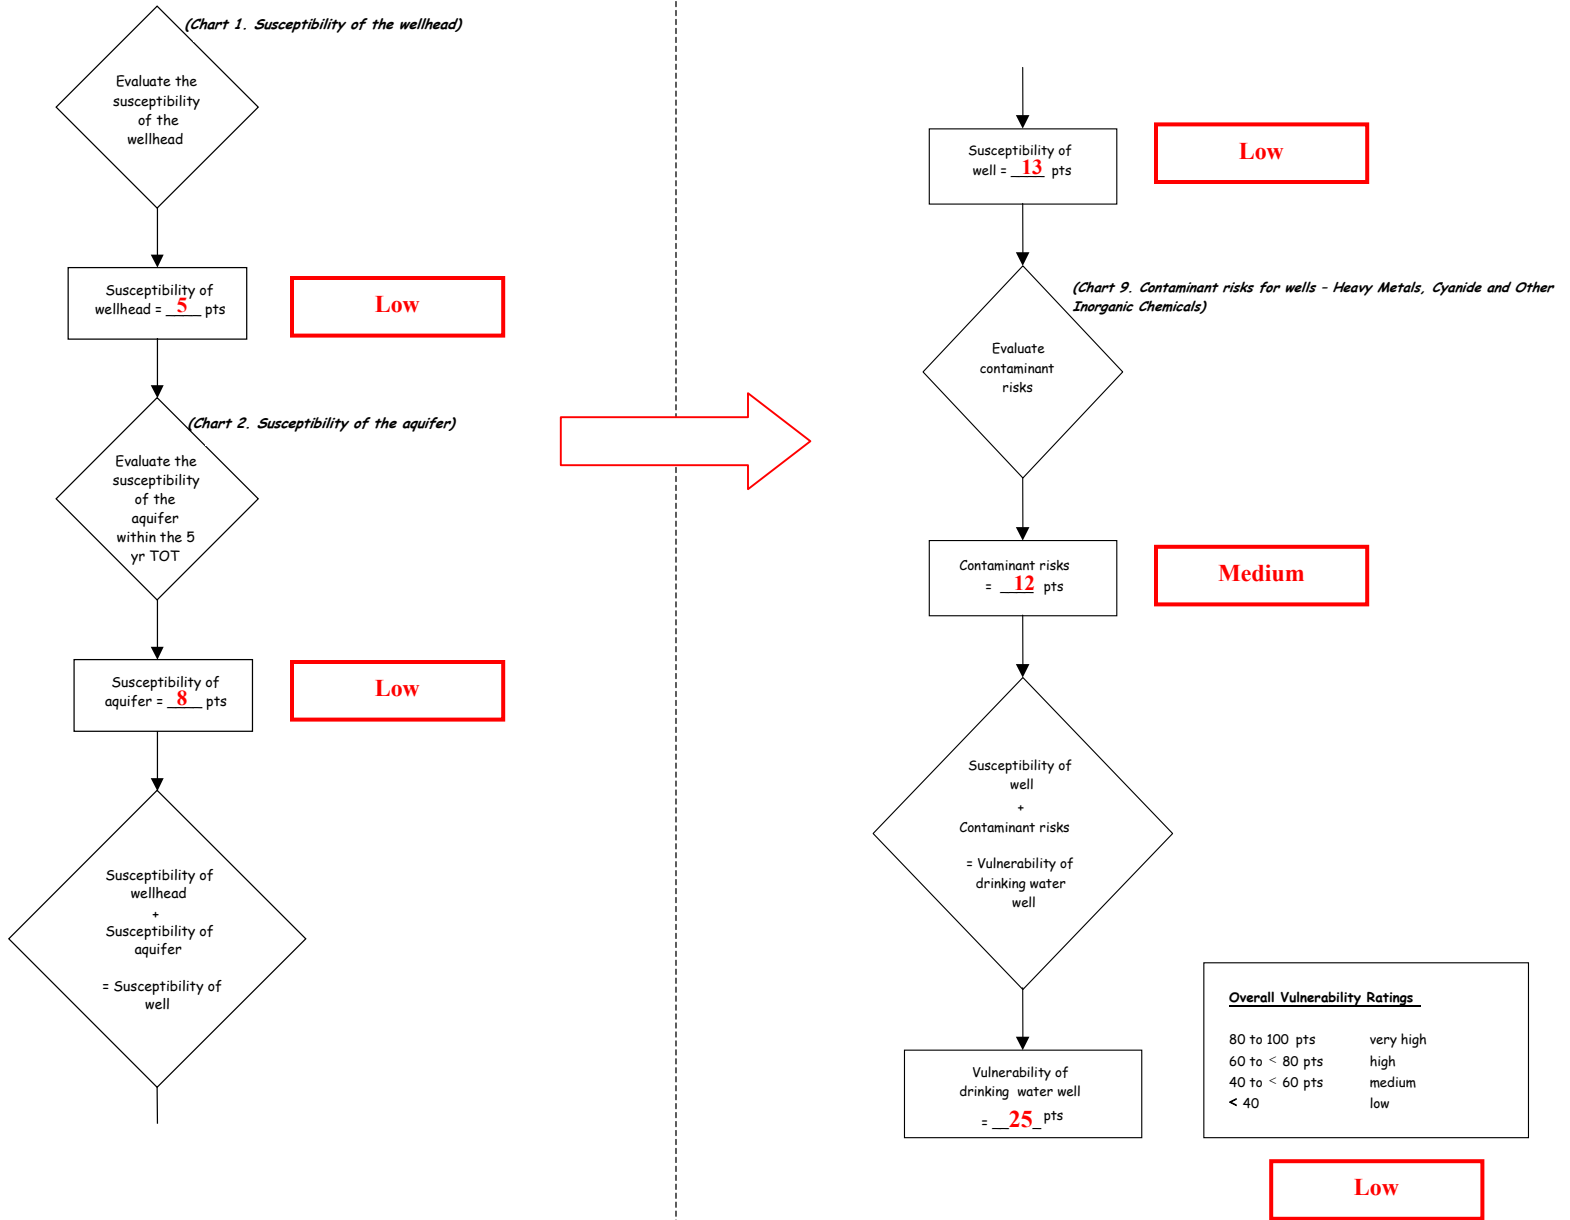 (Chart 1. Susceptibility of the wellhead)
Evaluate the
susceptibility
of the
wellhead
Susceptibility of
wellhead = 5 pts
Low
(Chart 2. Susceptibility of the aquifer)
Evaluate the
susceptibility
of the
aquifer
within the 5
yr TOT
Susceptibility of
aquifer = 8 pts
Low
Susceptibility of
wellhead
+
Susceptibility of
aquifer
= Susceptibility of
well
Susceptibility of
well = 13 pts
Low
(Chart 9. Contaminant risks for wells – Heavy Metals, Cyanide and Other
Inorganic Chemicals)
Evaluate
contaminant
risks
Contaminant risks
= 12 pts
Medium
Susceptibility of
well
+
Contaminant risks
= Vulnerability of
drinking water
well
Vulnerability of
drinking water well
= 25 pts
Overall Vulnerability Ratings
80 to 100 pts very high
60 to < 80 pts high
40 to < 60 pts medium
< 40 low
Low